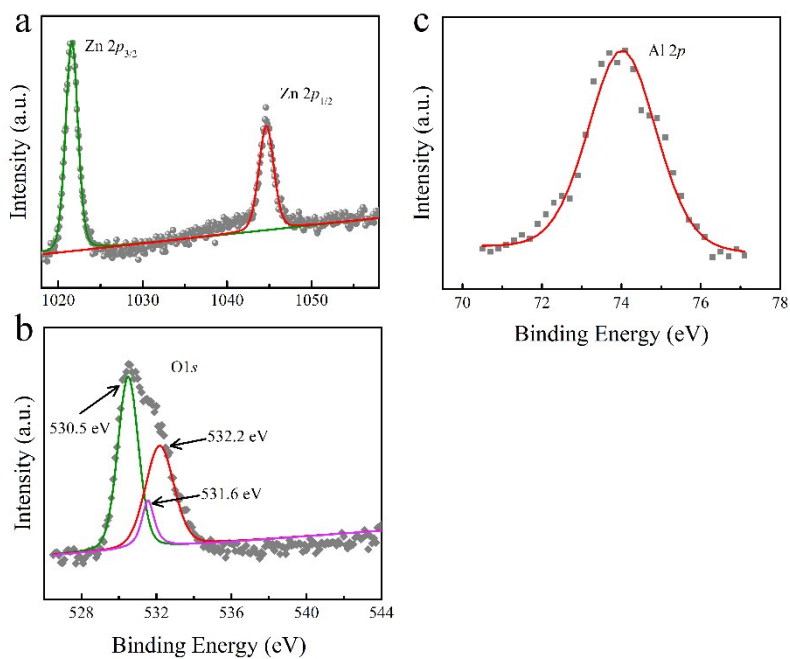 a
Zn 2p3/2
Zn 2p1/2
Intensity (a.u.)
1020 1030 1040 1050
c
Al 2p
Intensity (a.u.)
70 72 74 76 78
Binding Energy (eV)
b
O1s
530.5 eV
532.2 eV
531.6 eV
Intensity (a.u.)
528 532 536 540 544
Binding Energy (eV)